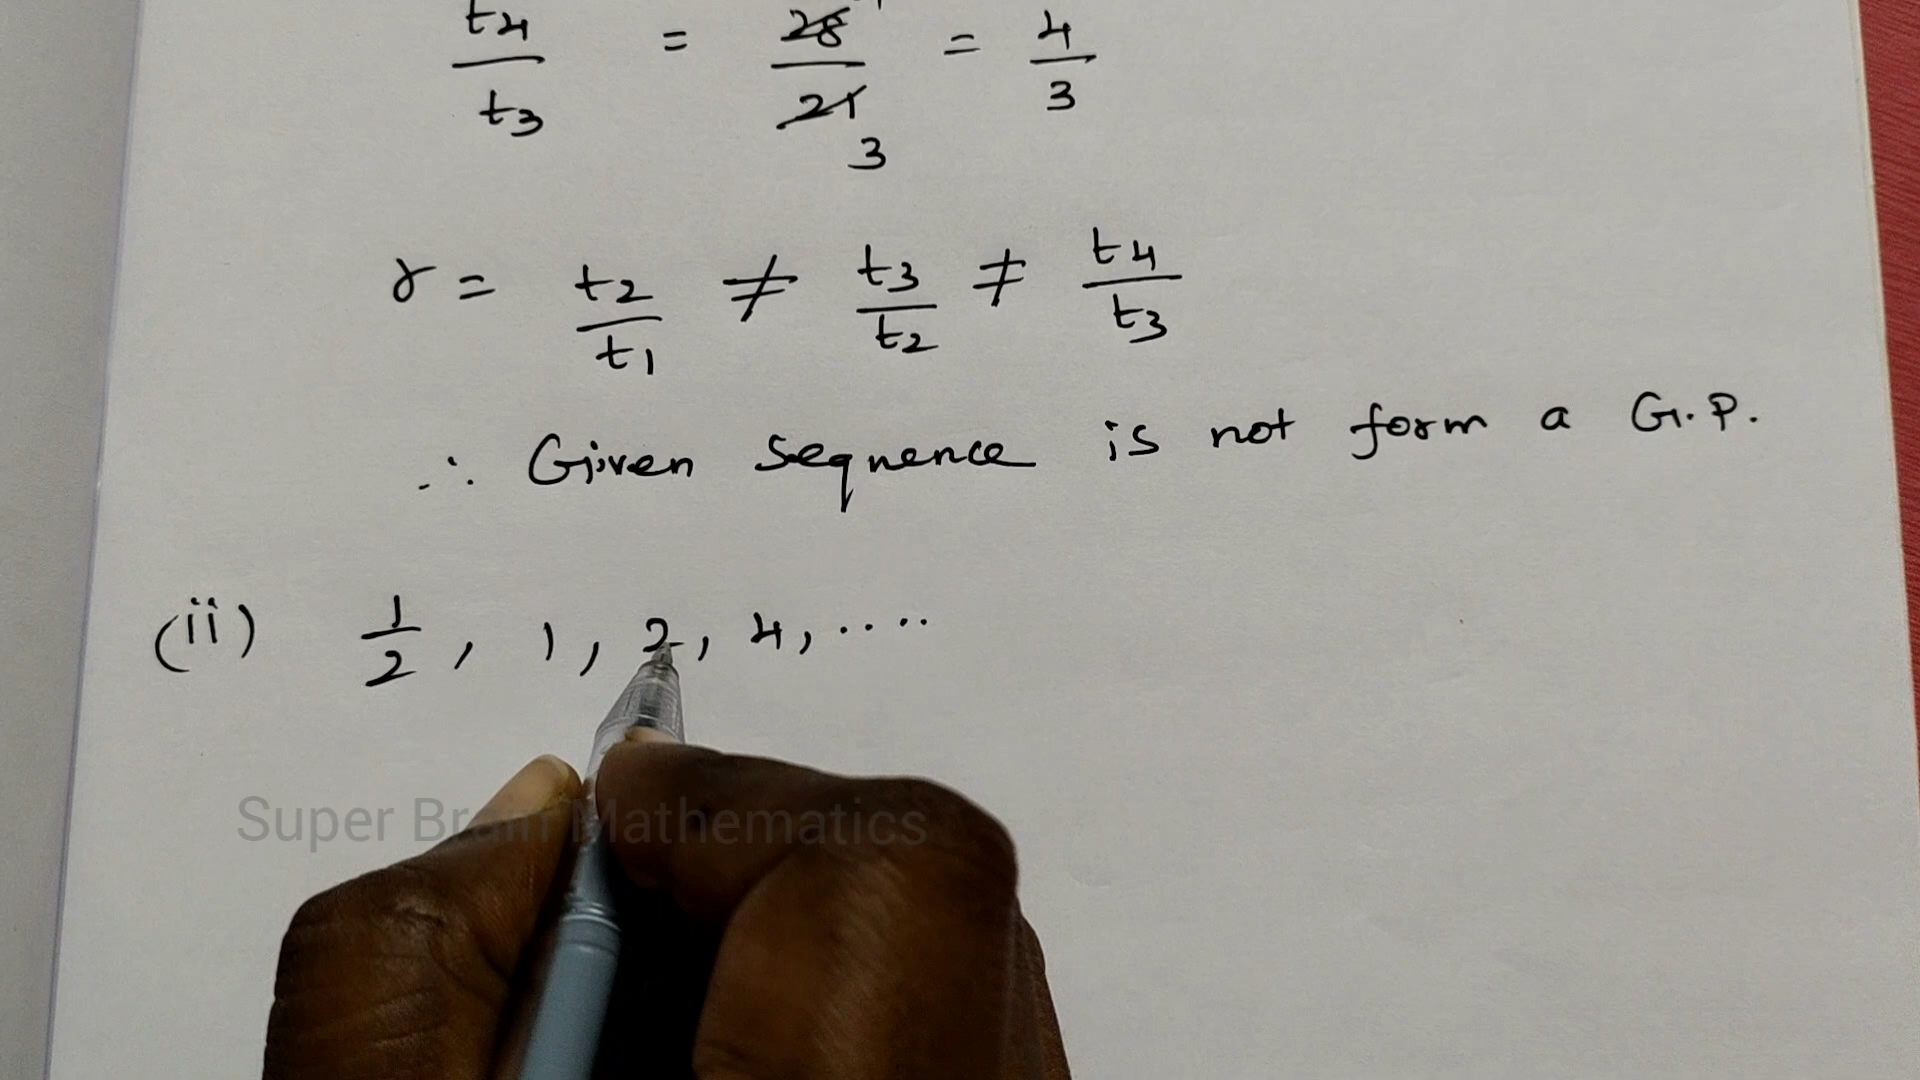 t4/t3 = 28/21 3 = 4/3
r = t2/t1 ≠ t3/t2 ≠ t4/t3
∴ Given Sequence is not form a G.P.
(ii) 1/2, 1, 2, 4, ....
Super Brain Mathematics